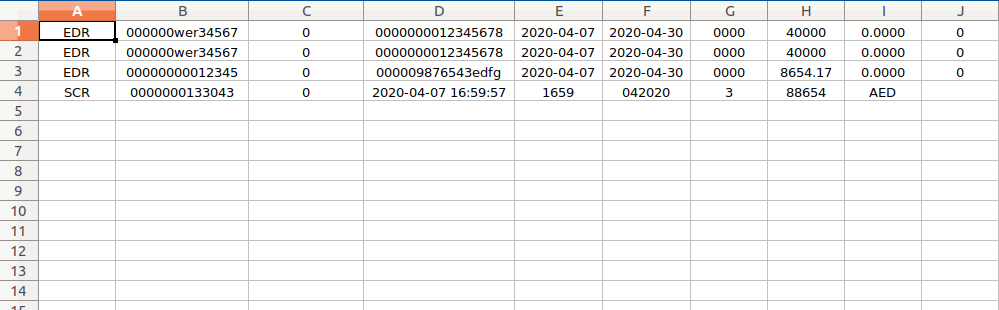 A B C D E F G H I J
1 EDR 000000wer34567 0 0000000012345678 2020-04-07 2020-04-30 0000 40000 0.0000 0
2 EDR 000000wer34567 0 0000000012345678 2020-04-07 2020-04-30 0000 40000 0.0000 0
3 EDR 00000000012345 0 000009876543edfg 2020-04-07 2020-04-30 0000 8654.17 0.0000 0
4 SCR 0000000133043 0 2020-04-07 16:59:57 1659 042020 3 88654 AED
5
6
7
8
9
10
11
12
13
14
15